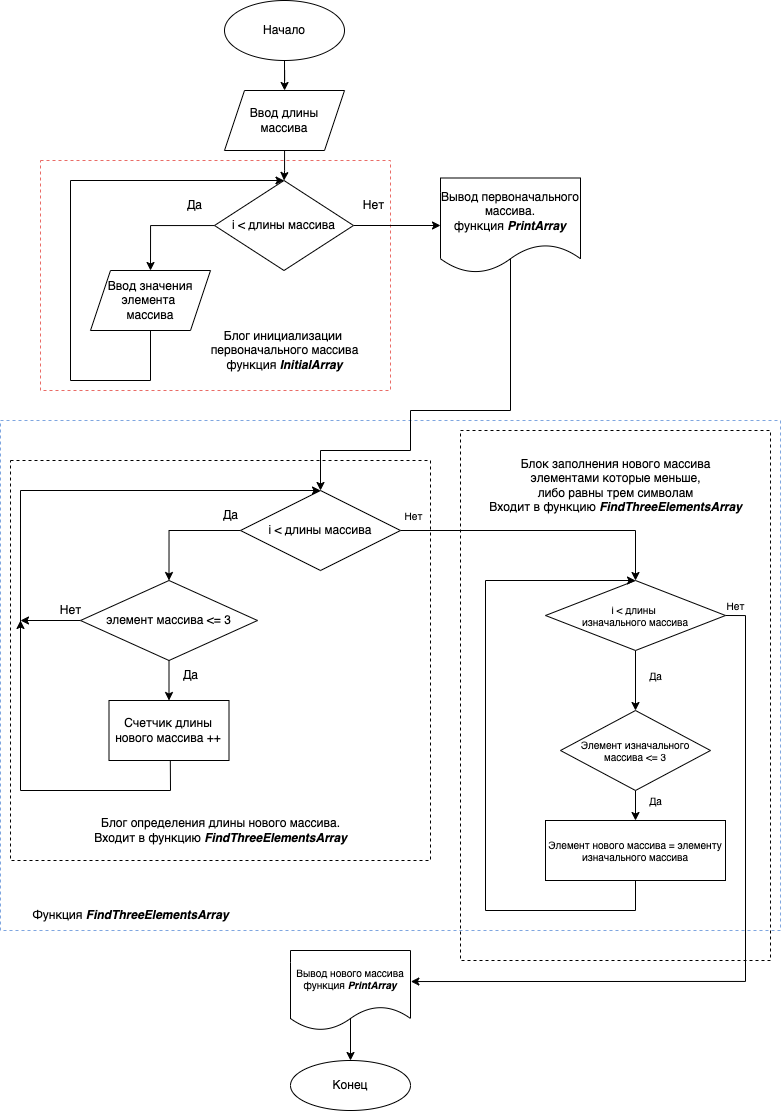 Начало
Ввод длины
массива
i < длины массива
Да
Нет
Вывод первоначального
массива.
функция PrintArray
Ввод значения
элемента
массива
Блог инициализации
первоначального массива
функция InitialArray
Блок заполнения нового массива
элементами которые меньше,
либо равны трем символам
Входит в функцию FindThreeElementsArray
i < длины массива
Да
Нет
элемент массива <= 3
Нет
Да
Счетчик длины
нового массива ++
Блог определения длины нового массива.
Входит в функцию FindThreeElementsArray
i < длины
изначального массива
Нет
Да
Элемент изначального
массива <= 3
Да
Элемент нового массива = элементу
изначального массива
Функция FindThreeElementsArray
Вывод нового массива
функция PrintArray
Конец